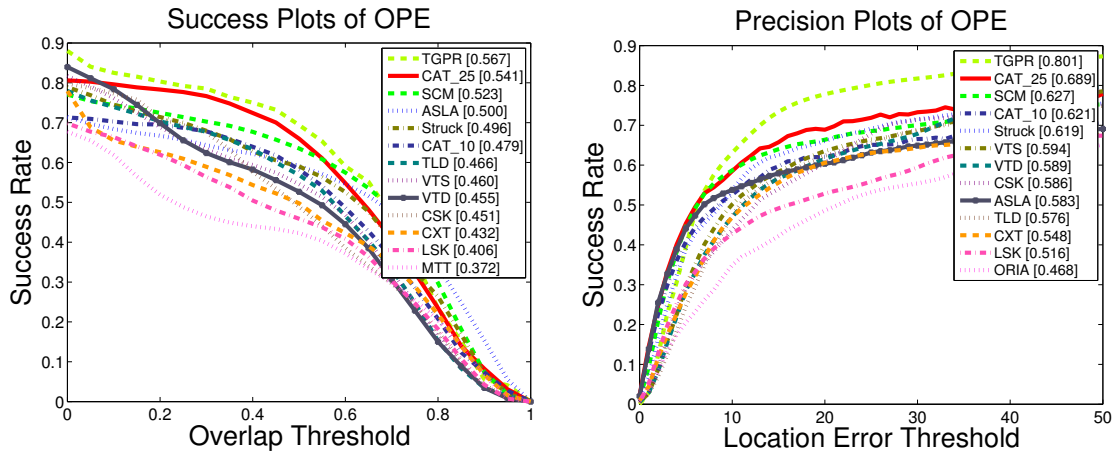 Success Plots of OPE
Success Rate
0.9
0.8
0.7
0.6
0.5
0.4
0.3
0.2
0.1
0
0
0.2
0.4
0.6
0.8
1
Overlap Threshold
TGPR [0.567]
CAT_25 [0.541]
SCM [0.523]
ASLA [0.500]
Struck [0.496]
CAT_10 [0.479]
TLD [0.466]
VTS [0.460]
VTD [0.455]
CSK [0.451]
CXT [0.432]
LSK [0.406]
MTT [0.372]
Precision Plots of OPE
Success Rate
0.9
0.8
0.7
0.6
0.5
0.4
0.3
0.2
0.1
0
0
10
20
30
40
50
Location Error Threshold
TGPR [0.801]
CAT_25 [0.689]
SCM [0.627]
CAT_10 [0.621]
Struck [0.619]
VTS [0.594]
VTD [0.589]
CSK [0.586]
ASLA [0.583]
TLD [0.576]
CXT [0.548]
LSK [0.516]
ORIA [0.468]